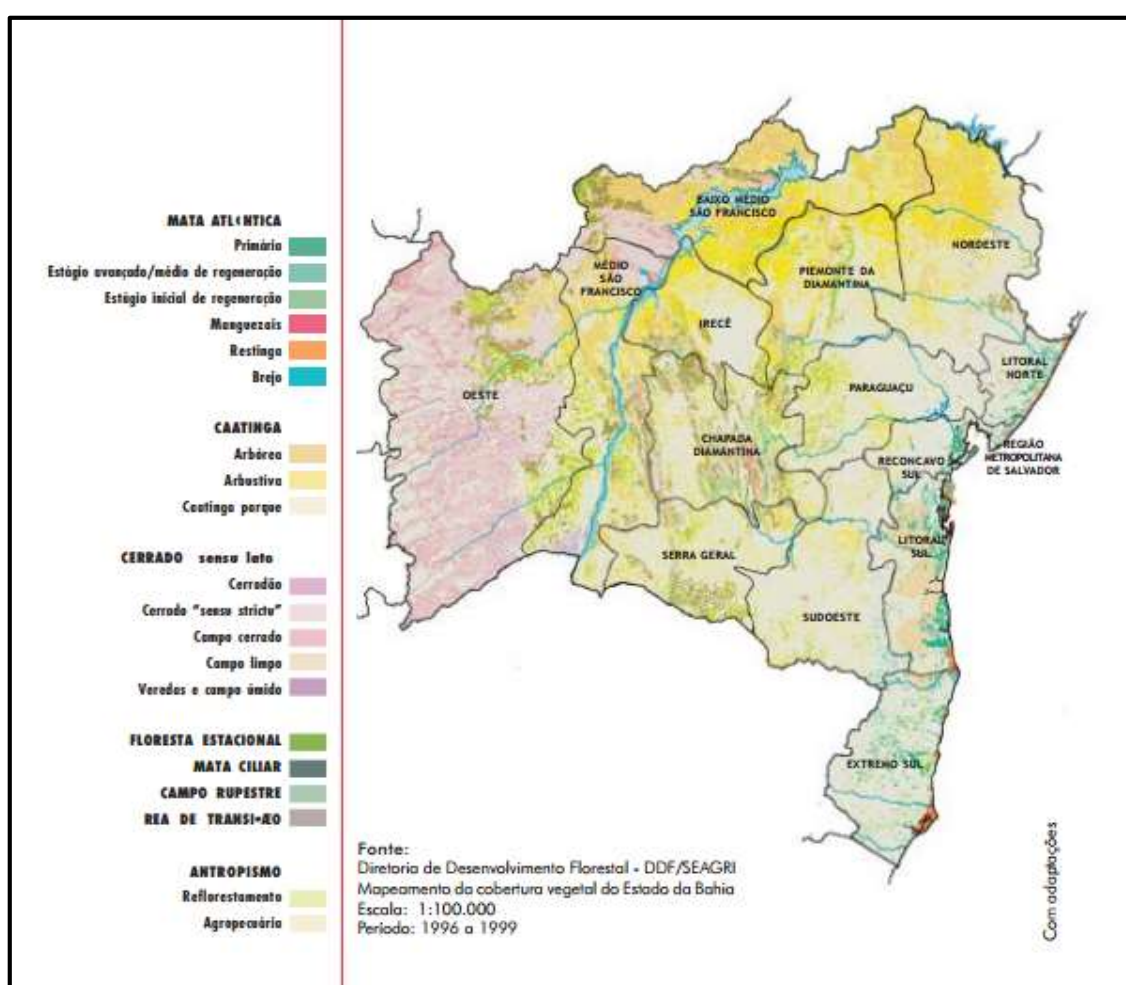 MATA ATL‹NTICA
Primária
Estágio avançado/médio de regeneração
Estágio inicial de regeneração
Manguezais
Restinga
Brejo
CAATINGA
Arbórea
Arbustiva
Caatinga parque
CERRADO sensu lato
Cerradão
Cerrado "sensu strictu"
Campo cerrado
Campo limpo
Veredas e campo úmido
FLORESTA ESTACIONAL
MATA CILIAR
CAMPO RUPESTRE
REA DE TRANSI•ÆO
ANTROPISMO
Reflorestamento
Agropecuária
BAIXO MÉDIO
SÃO FRANCISCO
NORDESTE
MÉDIO
SÃO
FRANCISCO
PIEMONTE DA
DIAMANTINA
IRECÊ
OESTE
LITORAL
NORTE
PARAGUAÇU
CHAPADA
DIAMANTINA
REGIÃO
METROPOLITANA
DE SALVADOR
RECONCAVO
SUL
LITORAL
SUL
SERRA GERAL
SUDOESTE
EXTREMO SUL
Fonte:
Diretoria de Desenvolvimento Florestal - DDF/SEAGRI
Mapeamento da cobertura vegetal do Estado da Bahia
Escala: 1:100.000
Período: 1996 a 1999
Com adaptações